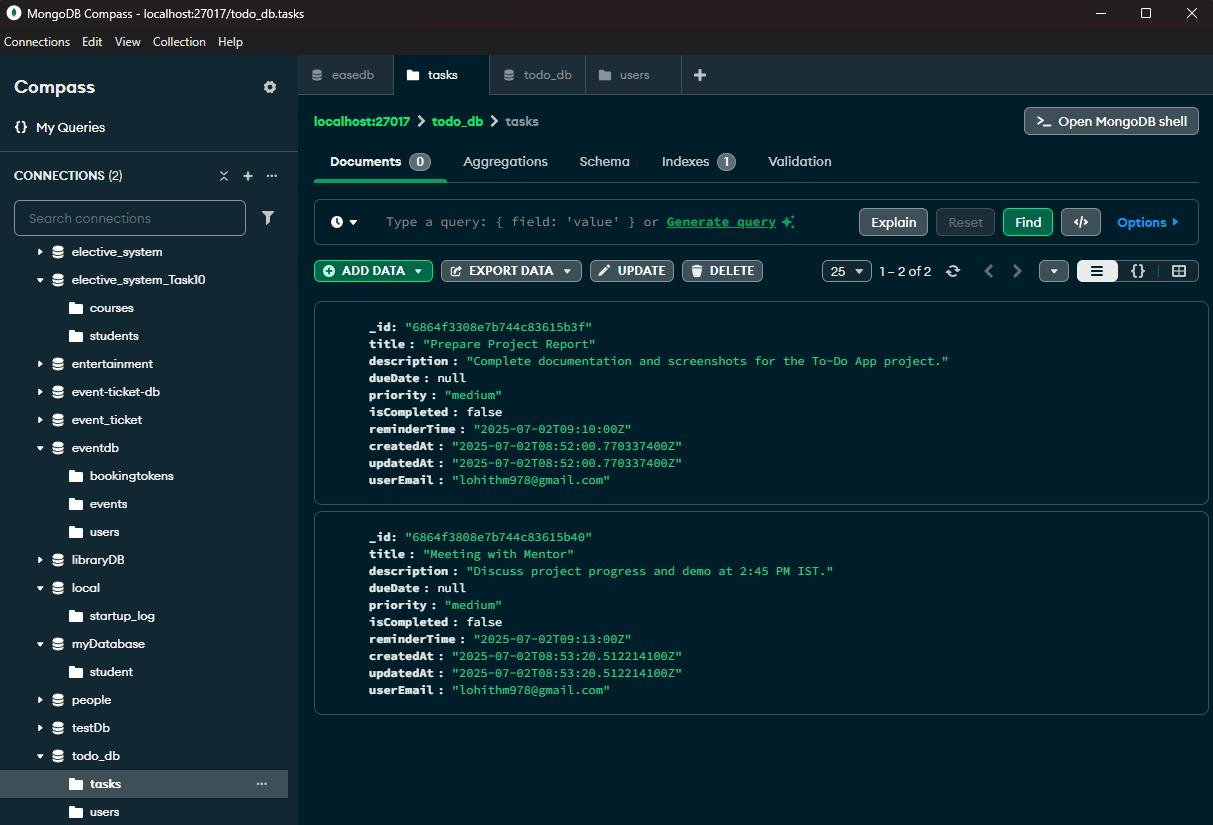 MongoDB Compass - localhost:27017/todo_db.tasks
Connections Edit View Collection Help
Compass
{} My Queries
CONNECTIONS (2)
Search connections
elective_system
elective_system_Task10
courses
students
entertainment
event-ticket-db
event_ticket
eventdb
bookingtokens
events
users
libraryDB
local
startup_log
myDatabase
student
people
testDb
todo_db
tasks
users
easedb tasks todo_db users
localhost:27017 > todo_db > tasks
>_ Open MongoDB shell
Documents 0 Aggregations Schema Indexes 1 Validation
Type a query: { field: 'value' } or Generate query
Explain Reset Find </> Options
ADD DATA EXPORT DATA UPDATE DELETE
25 1 – 2 of 2 {}
_id: "6864f3308e7b744c83615b3f"
title : "Prepare Project Report"
description : "Complete documentation and screenshots for the To-Do App project."
dueDate : null
priority : "medium"
isCompleted : false
reminderTime : "2025-07-02T09:10:00Z"
createdAt : "2025-07-02T08:52:00.770337400Z"
updatedAt : "2025-07-02T08:52:00.770337400Z"
userEmail : "lohithm978@gmail.com"
_id: "6864f3808e7b744c83615b40"
title : "Meeting with Mentor"
description : "Discuss project progress and demo at 2:45 PM IST."
dueDate : null
priority : "medium"
isCompleted : false
reminderTime : "2025-07-02T09:13:00Z"
createdAt : "2025-07-02T08:53:20.512214100Z"
updatedAt : "2025-07-02T08:53:20.512214100Z"
userEmail : "lohithm978@gmail.com"